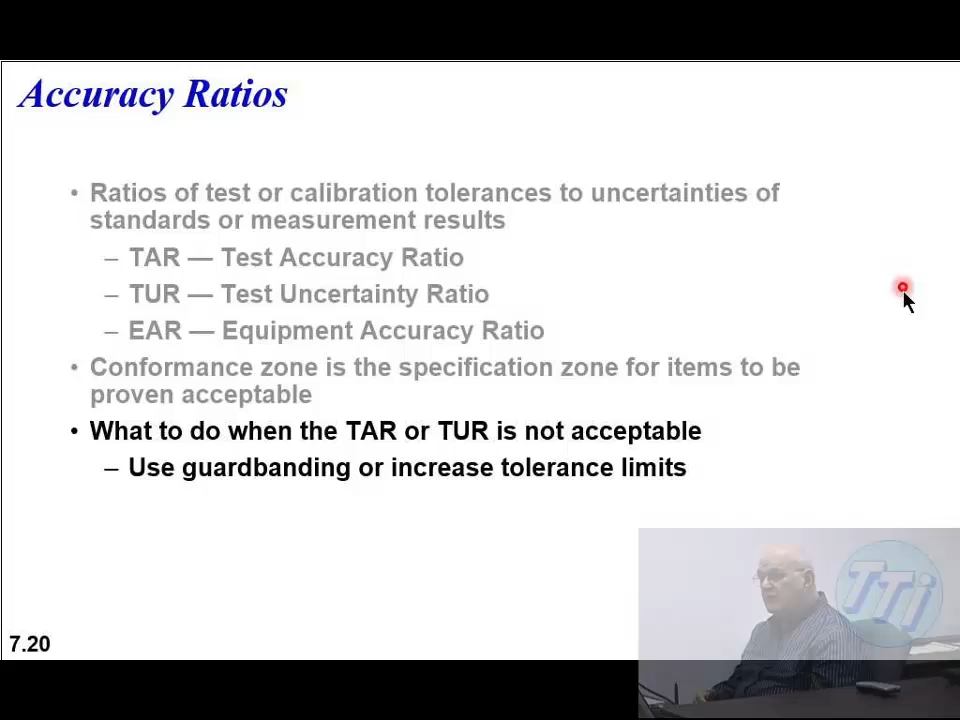 Accuracy Ratios
• Ratios of test or calibration tolerances to uncertainties of
standards or measurement results
– TAR — Test Accuracy Ratio
– TUR — Test Uncertainty Ratio
– EAR — Equipment Accuracy Ratio
• Conformance zone is the specification zone for items to be
proven acceptable
• What to do when the TAR or TUR is not acceptable
– Use guardbanding or increase tolerance limits
TTi
7.20